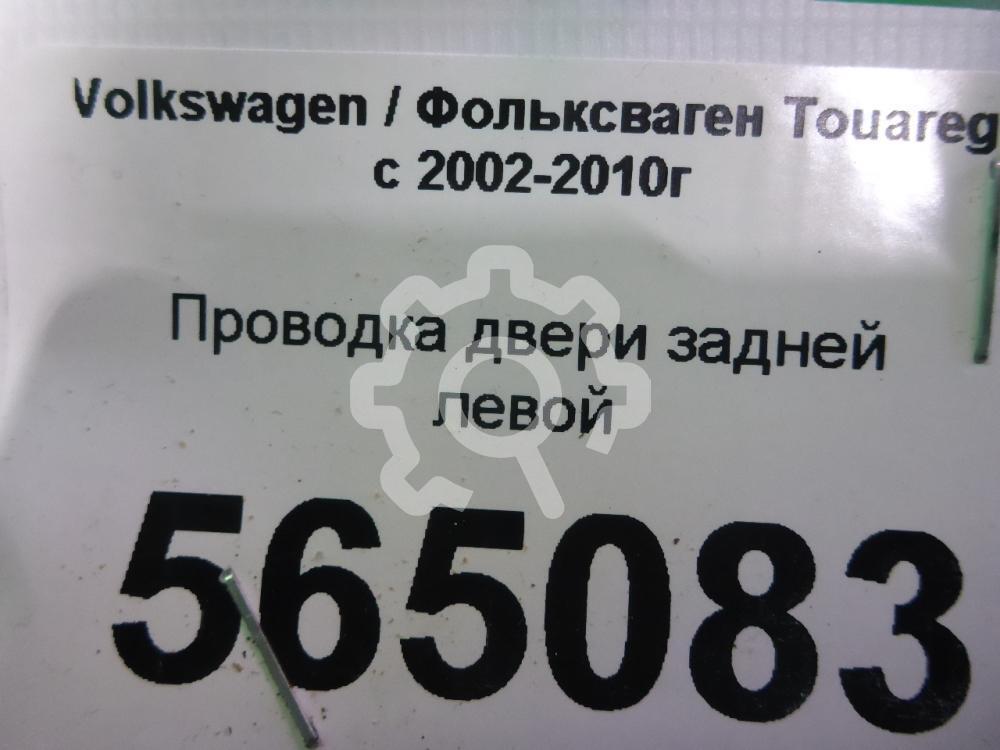 Volkswagen / Фольксваген Touareg
с 2002-2010г
Проводка двери задней
левой
565083